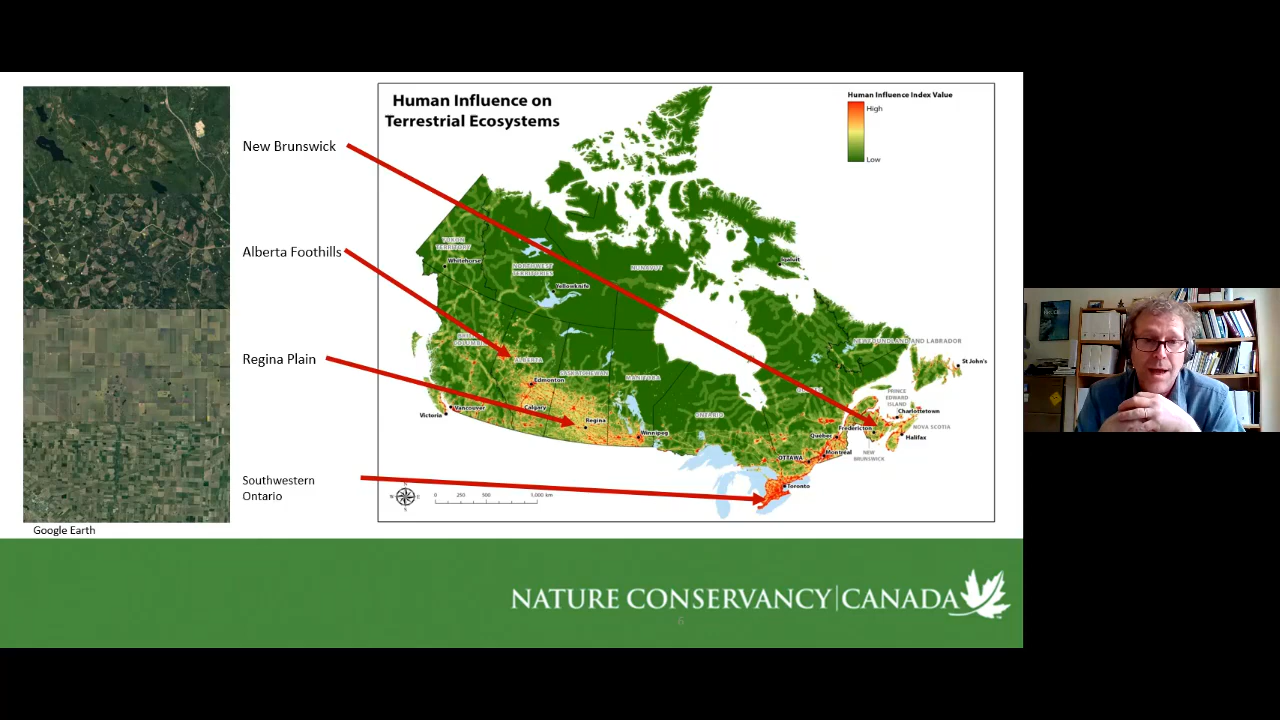 New Brunswick
Alberta Foothills
Regina Plain
Southwestern
Ontario
Google Earth
Human Influence on
Terrestrial Ecosystems
Human Influence Index Value
High
Low
YUKON
TERRITORY
Whitehorse
NORTHWEST
TERRITORIES
Yellowknife
NUNAVUT
Iqaluit
BRITISH
COLUMBIA
ALBERTA
SASKATCHEWAN
MANITOBA
Edmonton
Calgary
Regina
Winnipeg
Vancouver
Victoria
ONTARIO
QUEBEC
NEWFOUNDLAND AND LABRADOR
St John's
PRINCE
EDWARD
ISLAND
Charlottetown
NOVA SCOTIA
Fredericton
Halifax
NEW
BRUNSWICK
Québec
Montreal
OTTAWA
Toronto
N
E
S
0 250 500 1,000 km
NATURE CONSERVANCY CANADA
TM
6